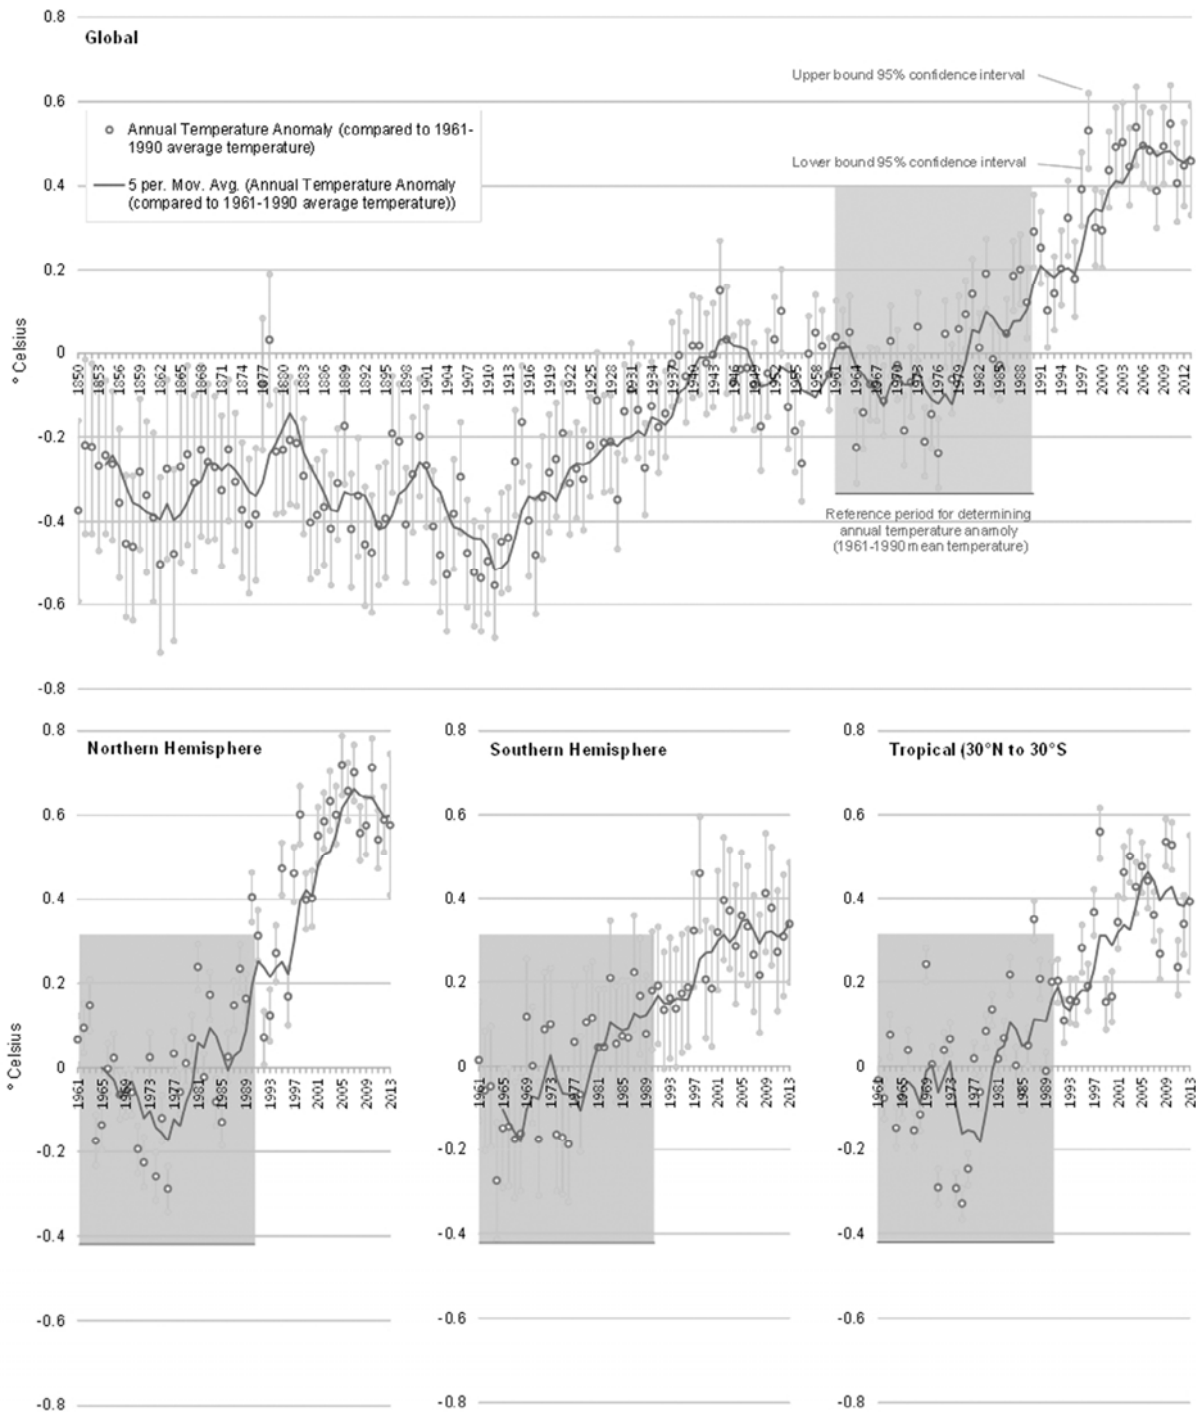 0.8
Global
Upper bound 95% confidence interval
0.6
Annual Temperature Anomaly (compared to 1961-
1990 average temperature)
Lower bound 95% confidence interval
5 per. Mov. Avg. (Annual Temperature Anomaly
(compared to 1961-1990 average temperature))
0.4
0.2
° Celsius
0
1850 1853 1856 1859 1862 1865 1868 1871 1874 1877 1880 1883 1886 1889 1892 1895 1898 1901 1904 1907 1910 1913 1916 1919 1922 1925 1928 1931 1934 1937 1940 1943 1946 1949 1952 1955 1958 1961 1964 1967 1970 1973 1976 1979 1982 1985 1988 1991 1994 1997 2000 2003 2006 2009 2012
-0.2
-0.4
Reference period for determining
annual temperature anamoly
(1961-1990 mean temperature)
-0.6
-0.8
0.8
Northern Hemisphere
0.6
0.4
0.2
° Celsius
0
1961 1965 1969 1973 1977 1981 1985 1989 1993 1997 2001 2005 2009 2013
-0.2
-0.4
-0.6
-0.8
0.8
Southern Hemisphere
0.6
0.4
0.2
0
1961 1965 1969 1973 1977 1981 1985 1989 1993 1997 2001 2005 2009 2013
-0.2
-0.4
-0.6
-0.8
0.8
Tropical (30°N to 30°S
0.6
0.4
0.2
0
1961 1965 1969 1973 1977 1981 1985 1989 1993 1997 2001 2005 2009 2013
-0.2
-0.4
-0.6
-0.8